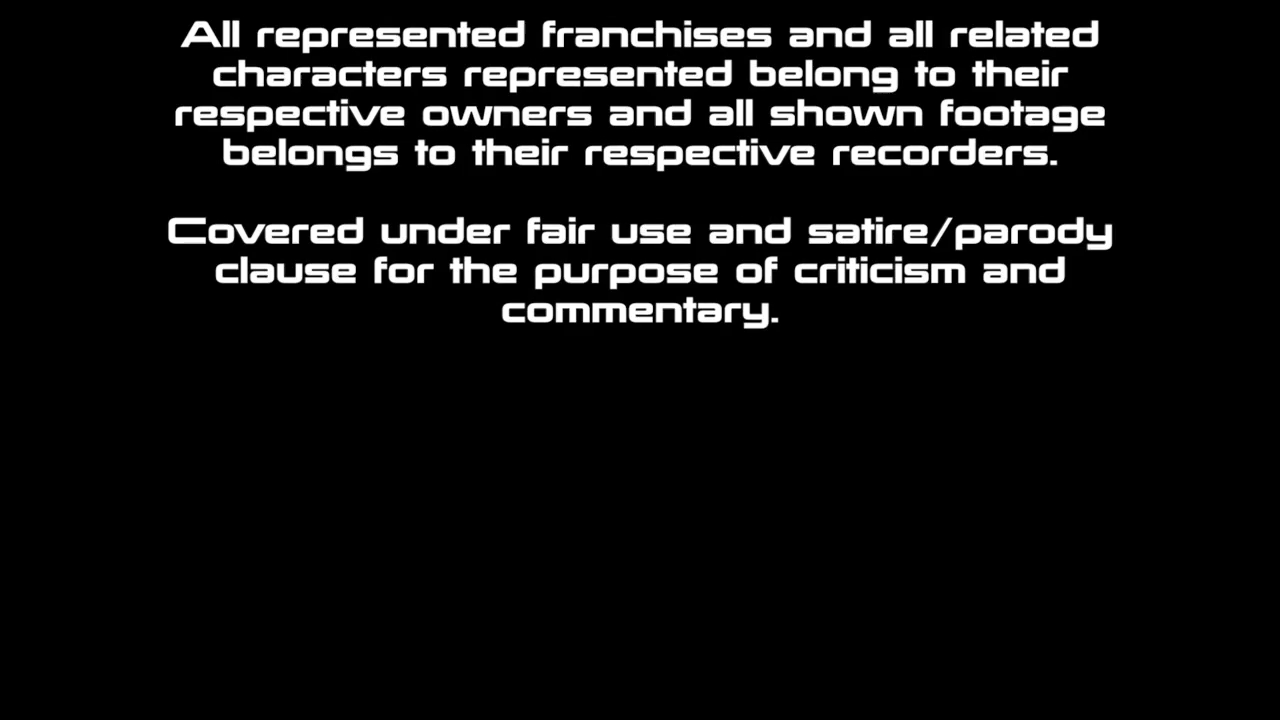 All represented franchises and all related
characters represented belong to their
respective owners and all shown footage
belongs to their respective recorders.
Covered under fair use and satire/parody
clause for the purpose of criticism and
commentary.